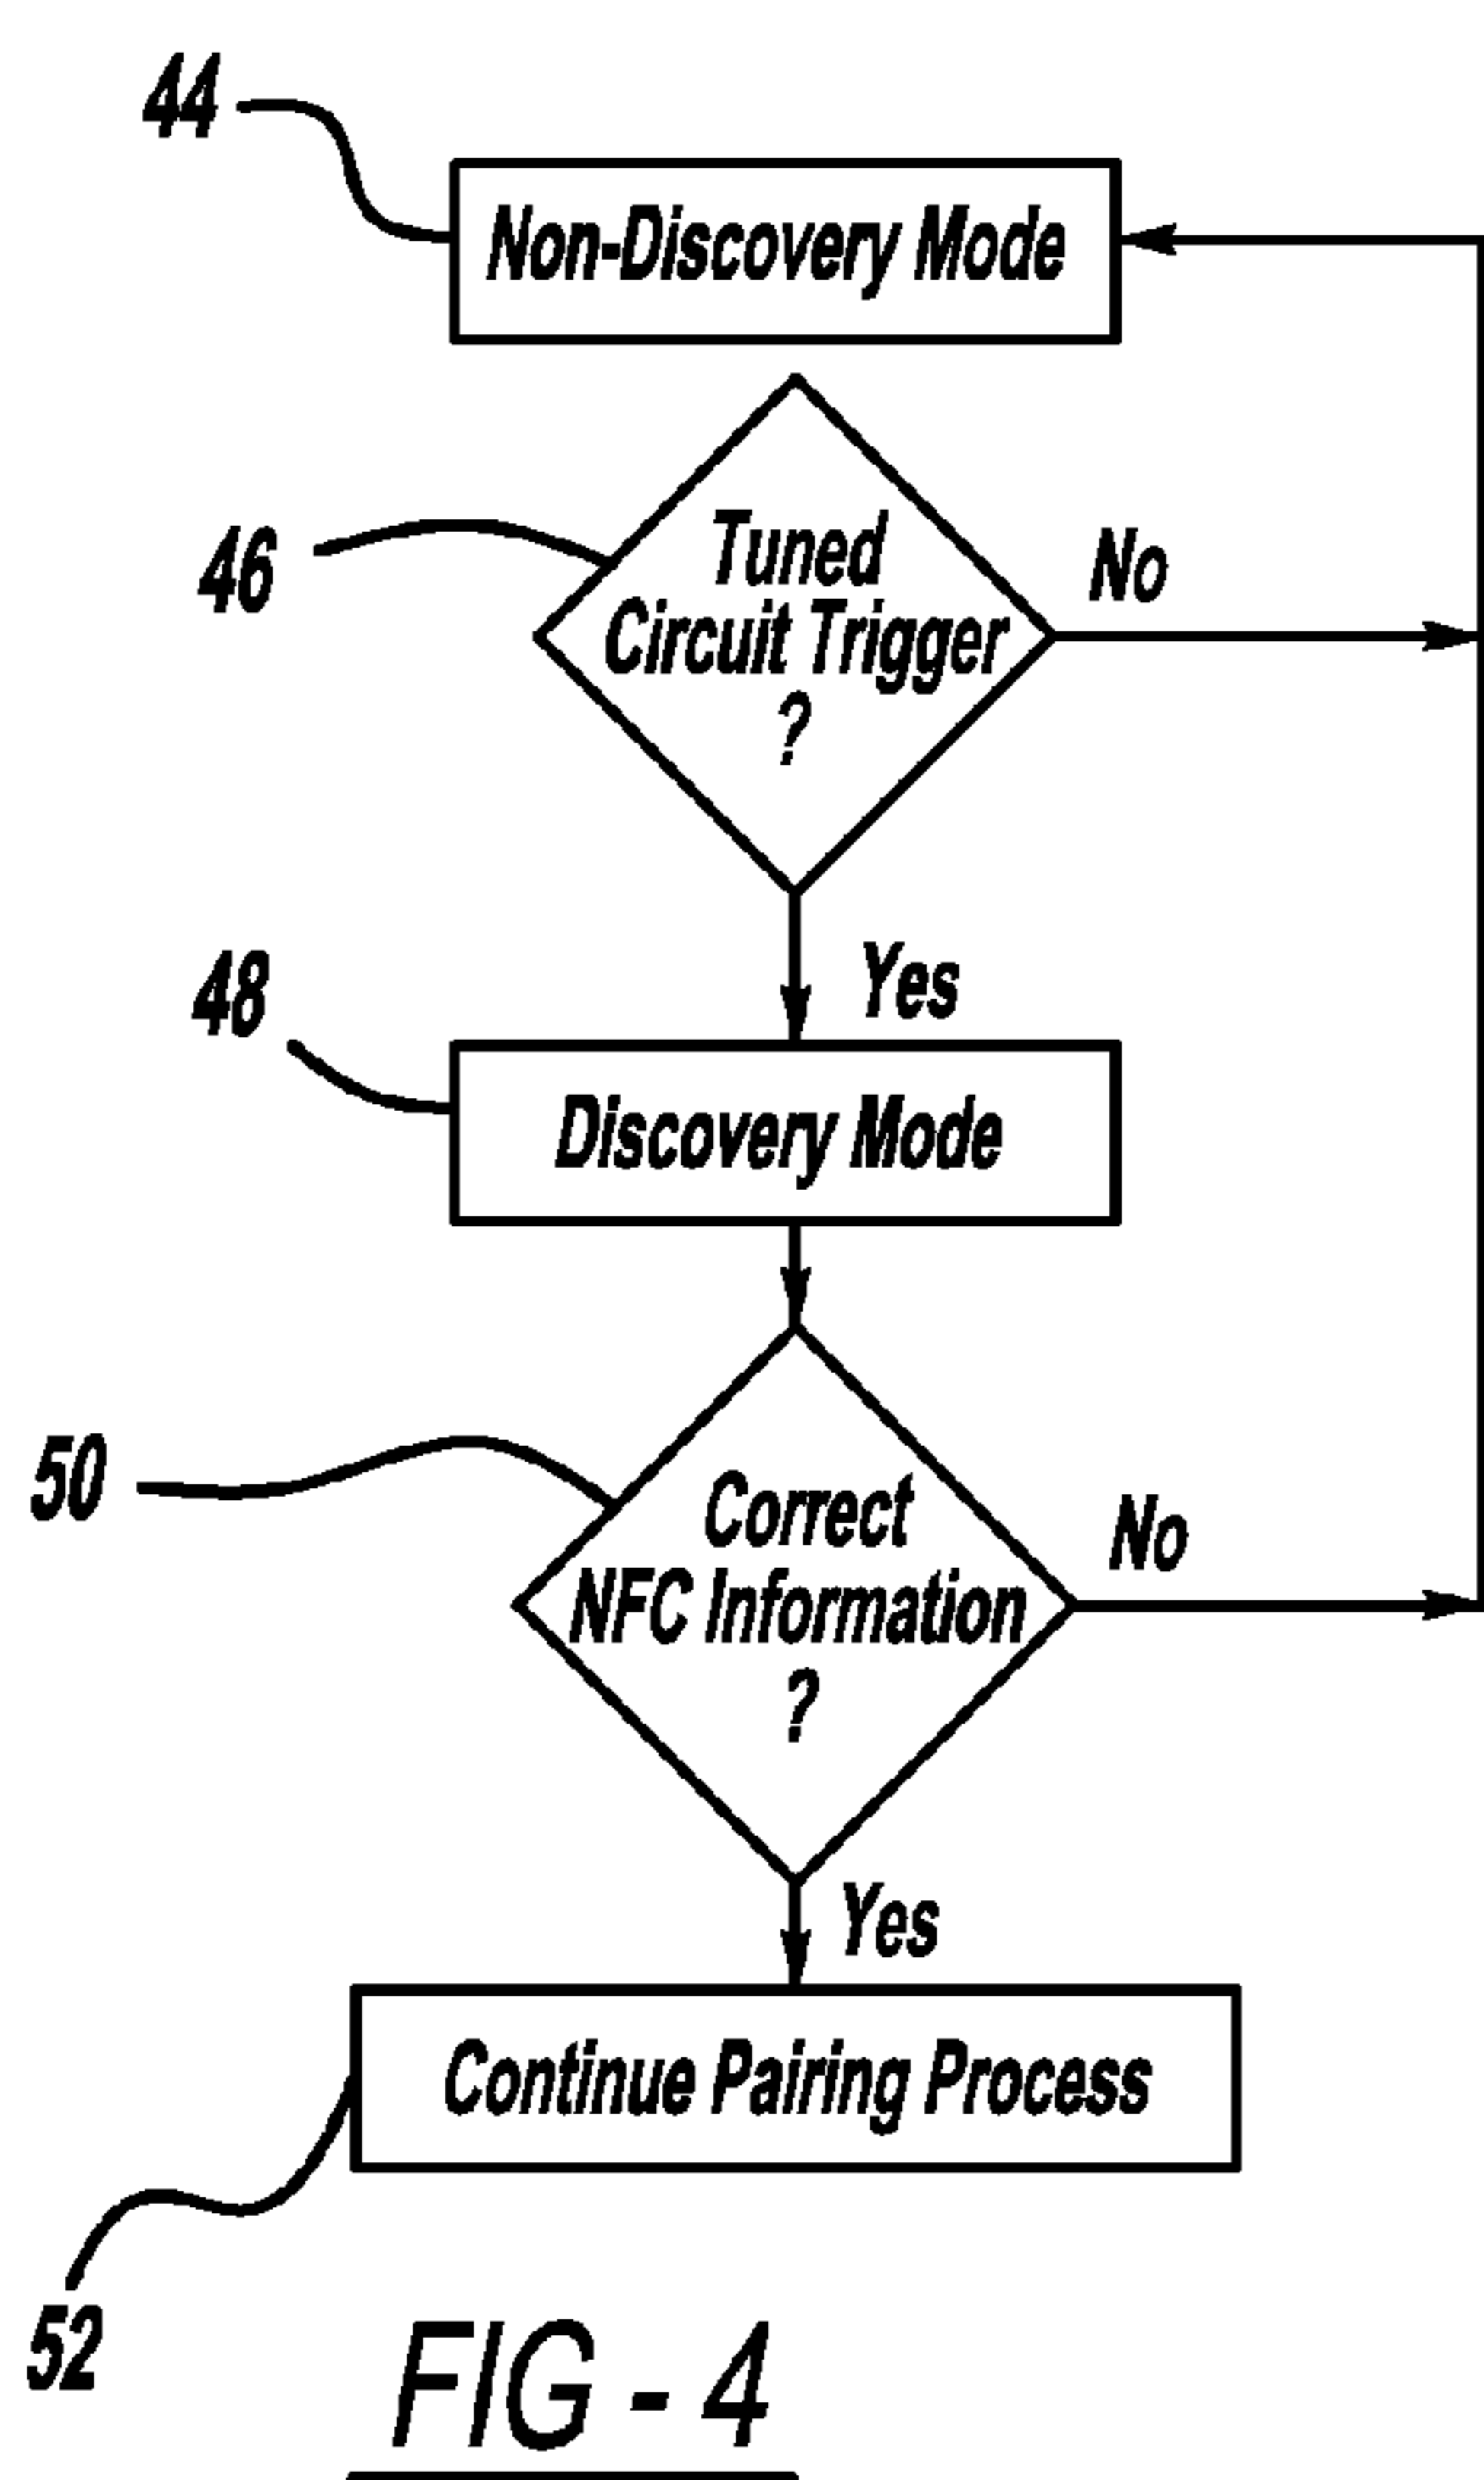 44
Non-Discovery Mode
46
Tuned
Circuit Trigger
?
No
Yes
48
Discovery Mode
50
Correct
NFC Information
?
No
Yes
Continue Pairing Process
52
FIG - 4